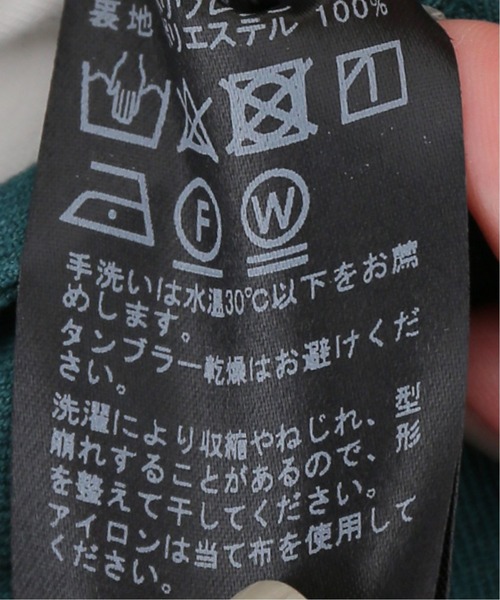 裏地
ポリエステル 100%
F
W
手洗いは水温30℃以下をお薦
めします。
タンブラー乾燥はお避けくだ
さい。
洗濯により収縮やねじれ、型
崩れすることがあるので、形
を整えて干してください。
アイロンは当て布を使用して
ください。